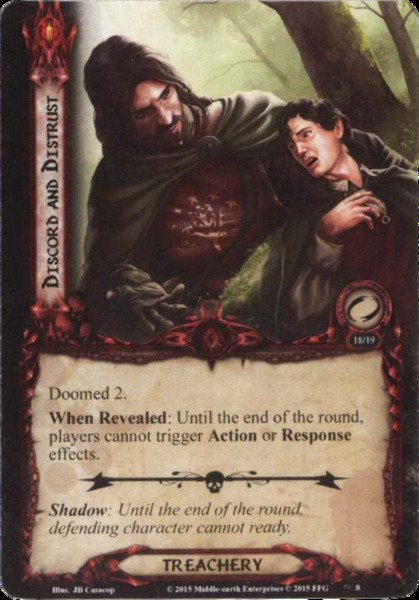 DISCORD AND DISTRUST
18/19
Doomed 2.
When Revealed: Until the end of the round,
players cannot trigger Action or Response
effects.
Shadow: Until the end of the round,
defending character cannot ready.
TREACHERY
Illus. JB Casacop © 2015 Middle-earth Enterprises © 2015 FFG 8